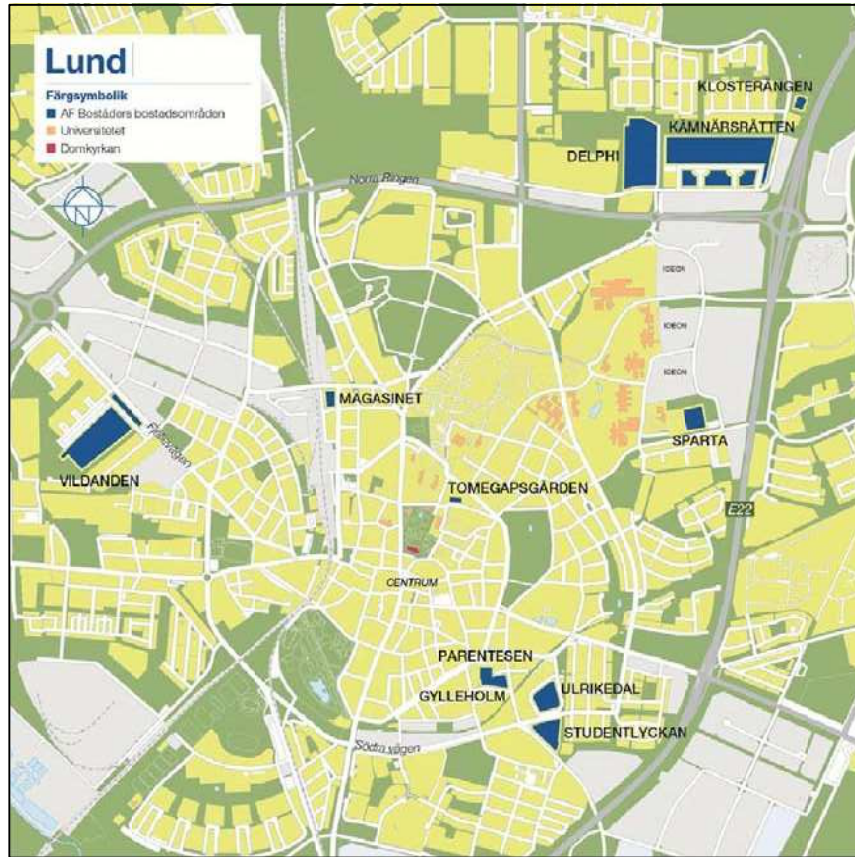 Lund
Färgsymbolik
AF Bostäders bostadsområden
Universitetet
Domkyrkan
KLOSTERÄNGEN
KÄMNÄRSRÄTTEN
DELPHI
Norra Ringen
N
IDEON
IDEON
IDEON
MAGASINET
SPARTA
Fjelievägen
VILDANDEN
TOMEGAPSGÅRDEN
E22
CENTRUM
PARENTESEN
GYLLEHOLM
ULRIKEDAL
STUDENTLYCKAN
Södra vägen